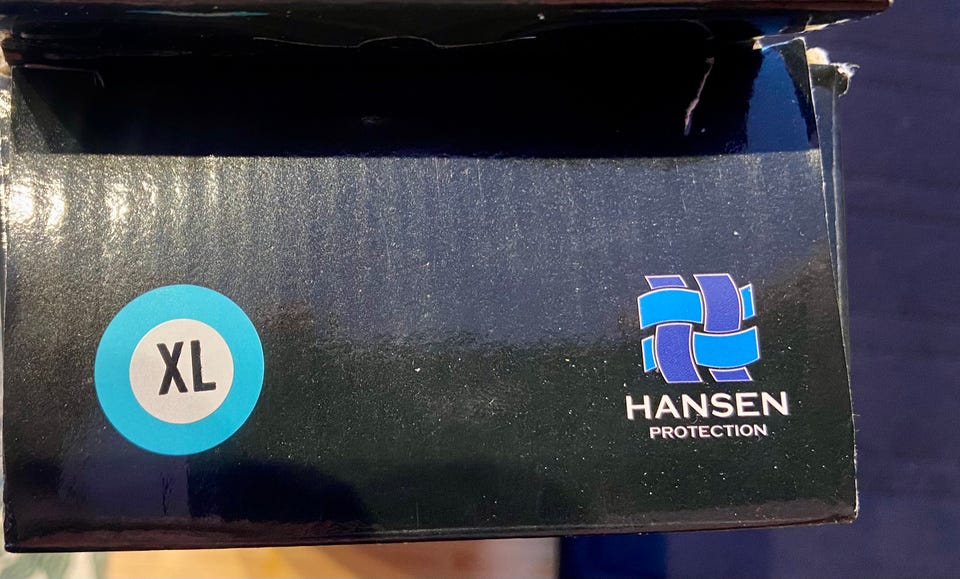 XL
HANSEN
PROTECTION